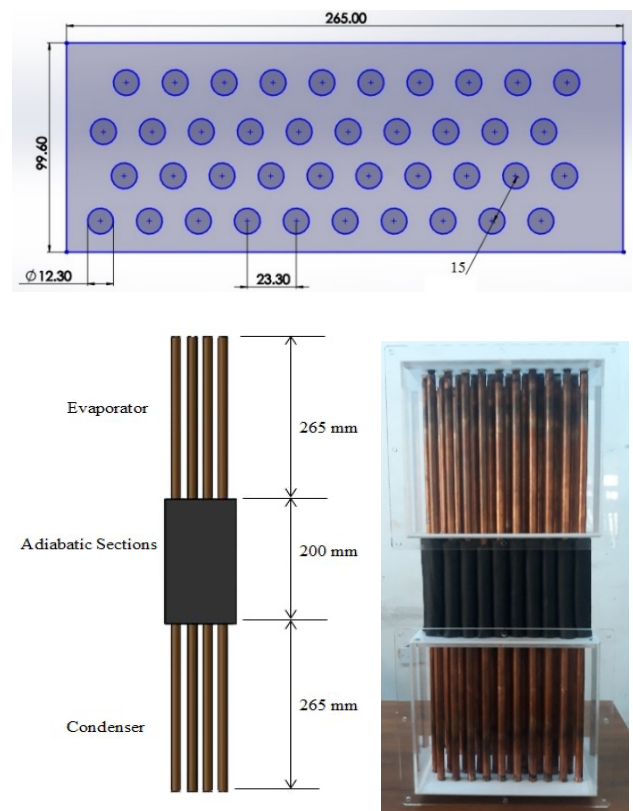 265.00
99.60
Ø12.30
23.30
15
Evaporator
265 mm
Adiabatic Sections
200 mm
265 mm
Condenser